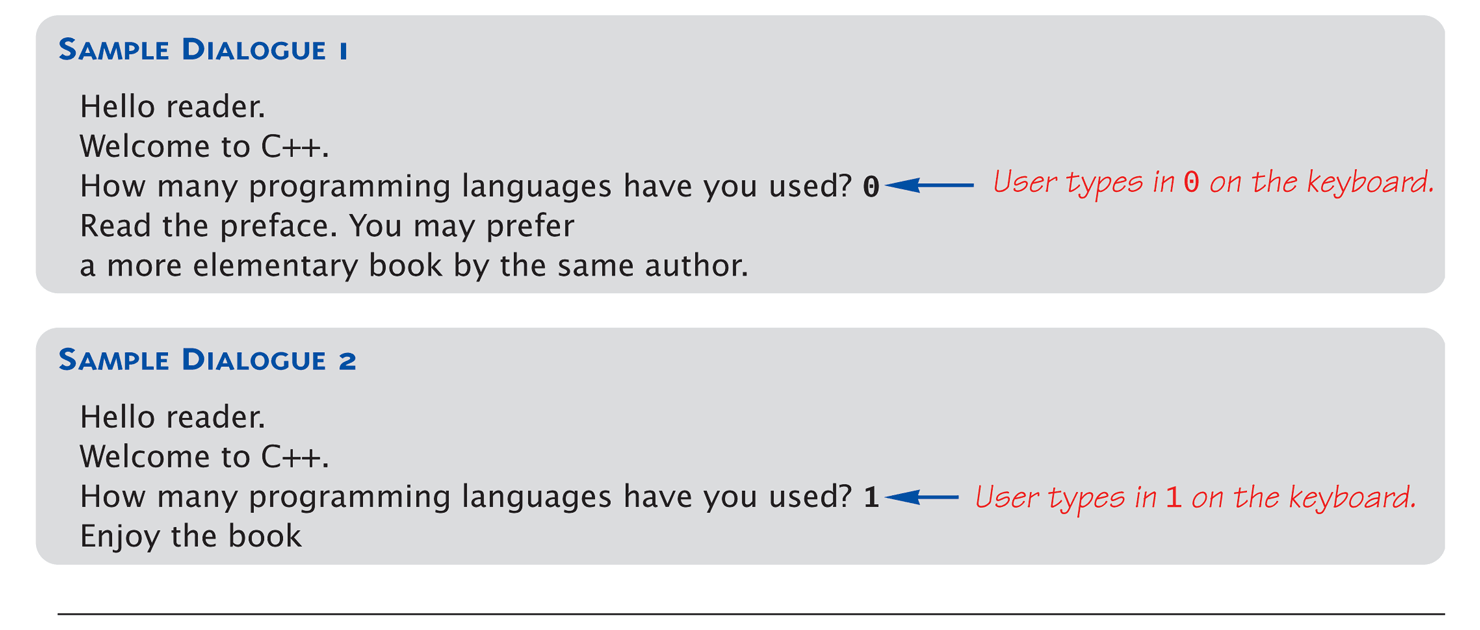 SAMPLE DIALOGUE 1
Hello reader.
Welcome to C++.
How many programming languages have you used? 0 User types in 0 on the keyboard.
Read the preface. You may prefer
a more elementary book by the same author.
SAMPLE DIALOGUE 2
Hello reader.
Welcome to C++.
How many programming languages have you used? 1 User types in 1 on the keyboard.
Enjoy the book